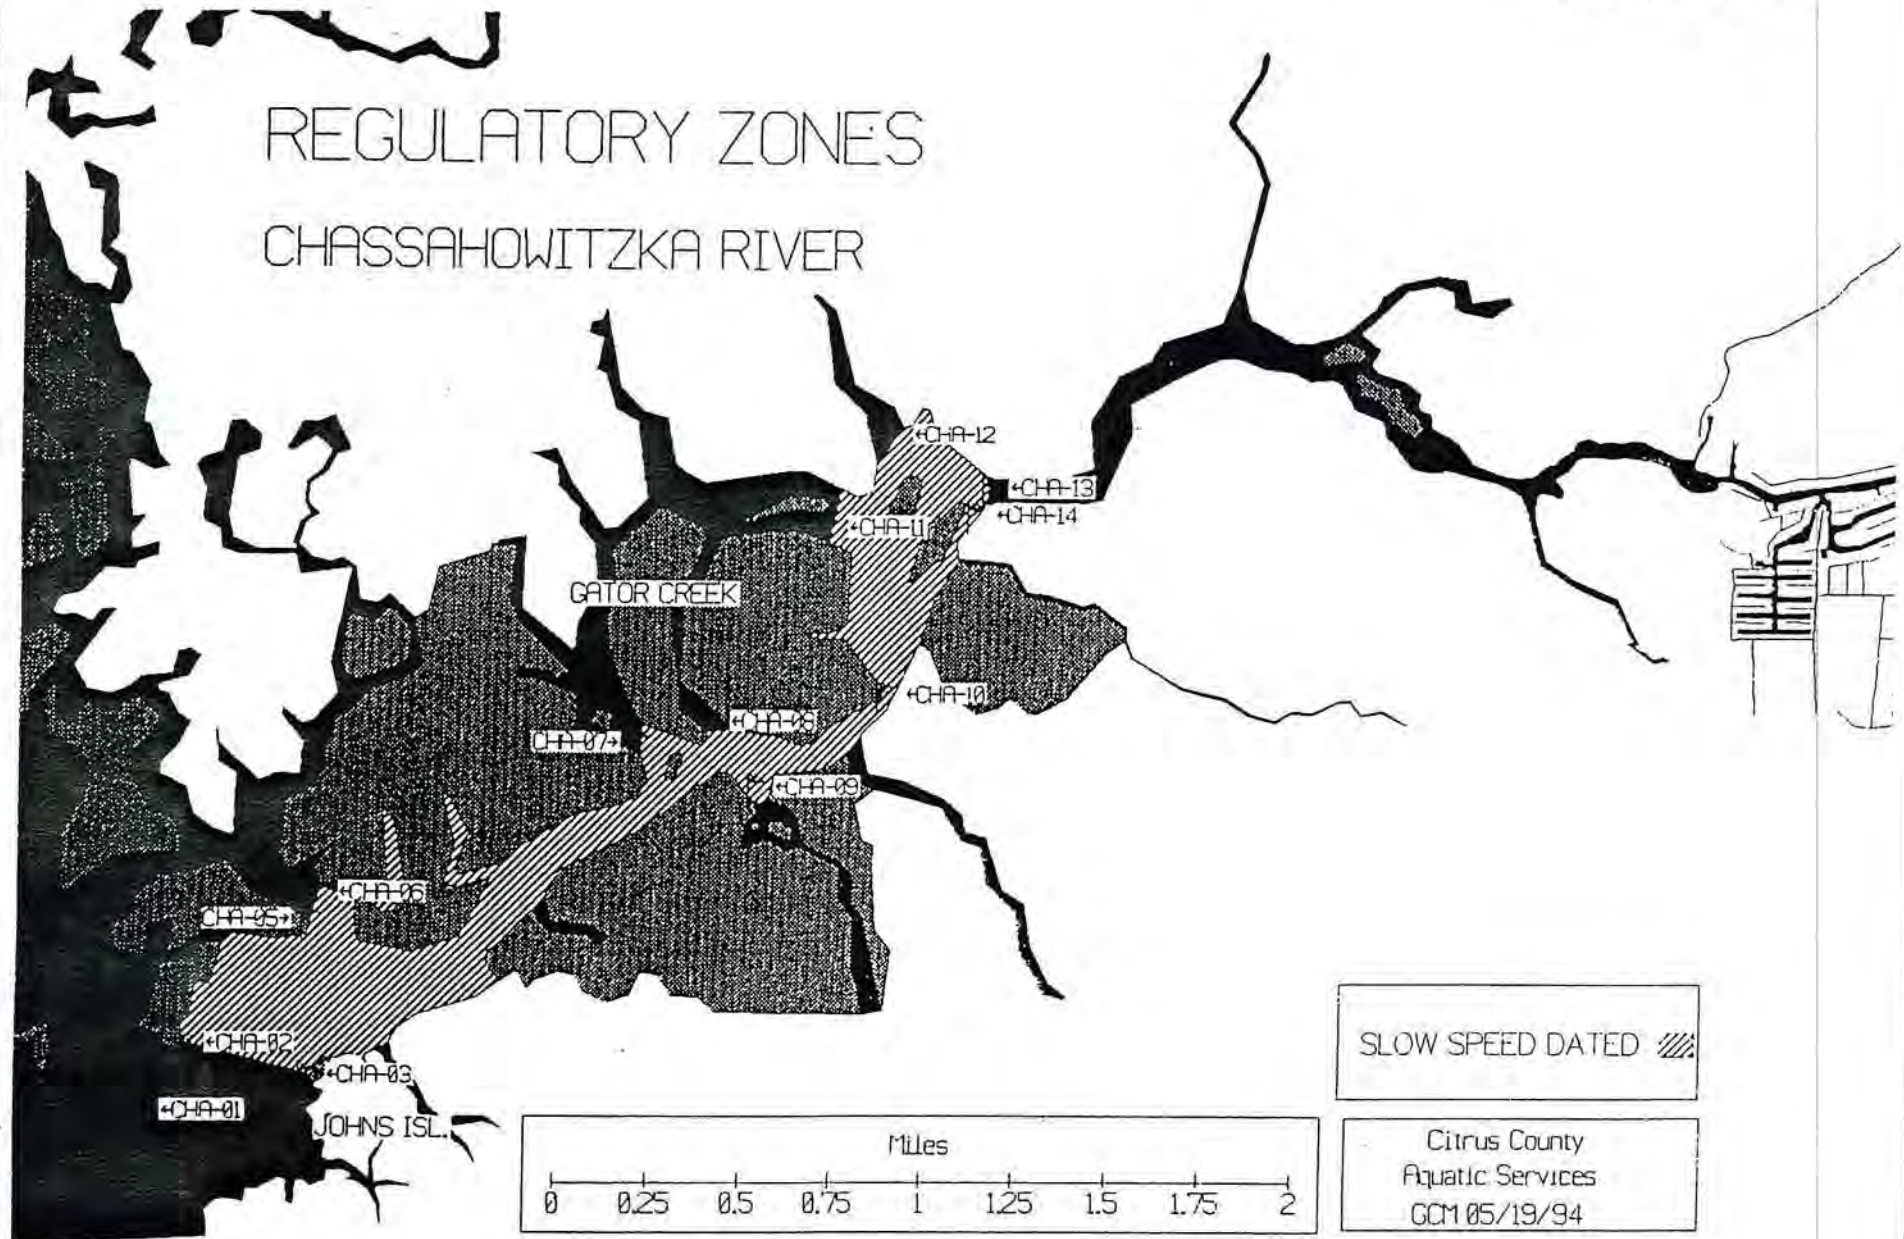 REGULATORY ZONES
CHASSAHOWITZKA RIVER
CHA-12
CHA-13
CHA-14
CHA-11
GATOR CREEK
CHA-10
CHA-08
CHA-07
CHA-09
CHA-06
CHA-05
CHA-02
CHA-03
CHA-01
JOHNS ISL.
SLOW SPEED DATED
Miles
0 0.25 0.5 0.75 1 1.25 1.5 1.75 2
Citrus County
Aquatic Services
GCM 05/19/94